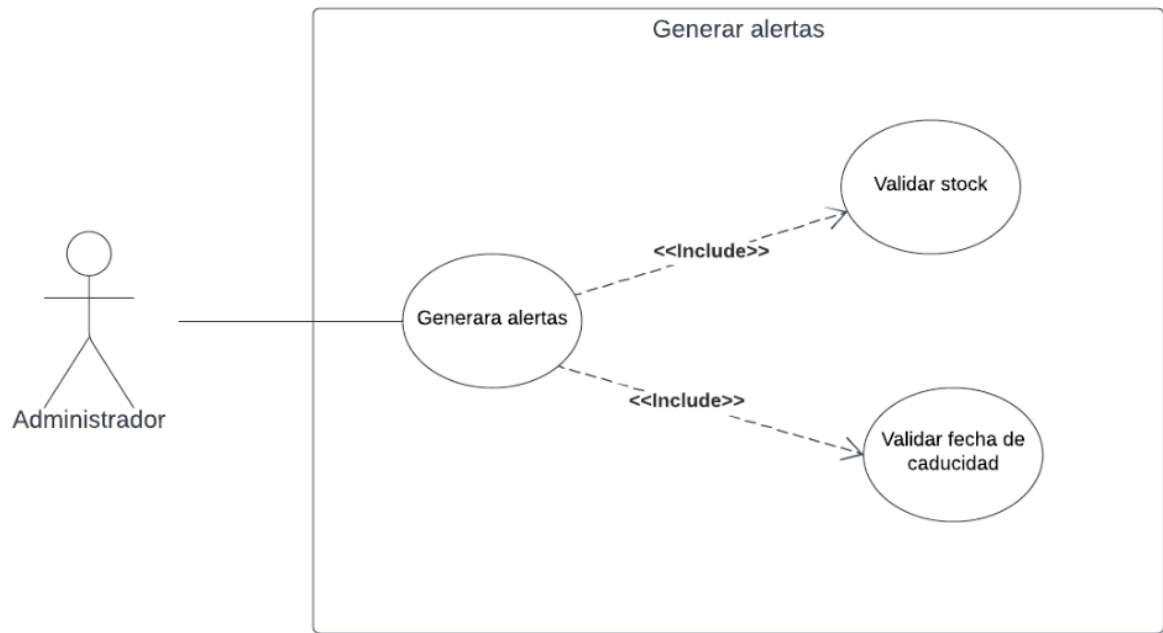 Generar alertas
Validar stock
<<Include>>
Generara alertas
<<Include>>
Administrador
Validar fecha de
caducidad